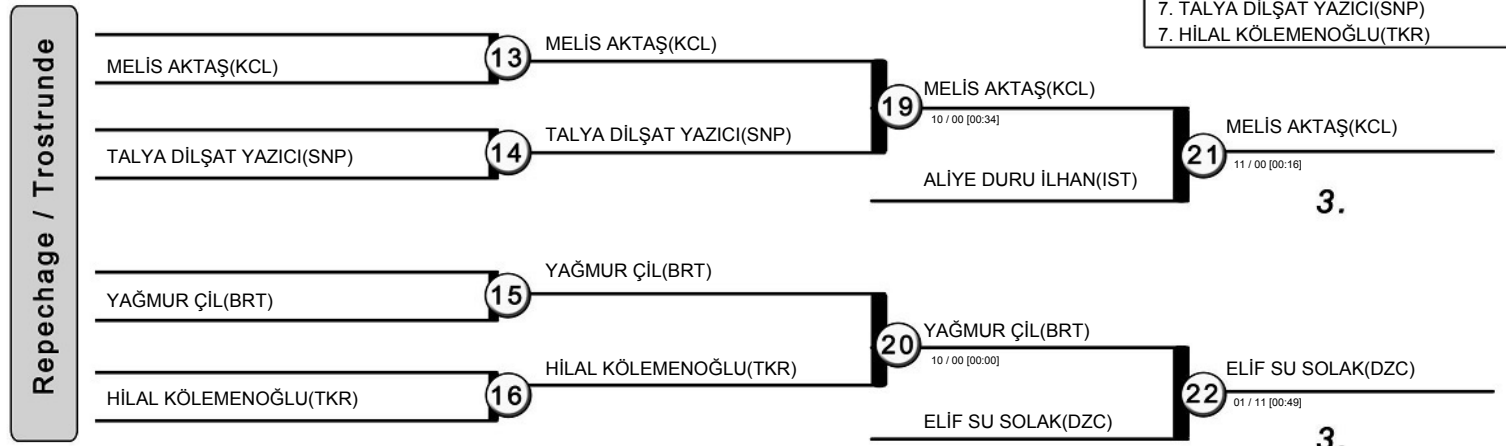 7. TALYA DİLŞAT YAZICI(SNP)
7. HİLAL KÖLEMENOĞLU(TKR)
Repechage / Trostrunde
MELİS AKTAŞ(KCL)
13
MELİS AKTAŞ(KCL)
TALYA DİLŞAT YAZICI(SNP)
14
TALYA DİLŞAT YAZICI(SNP)
19
MELİS AKTAŞ(KCL)
10 / 00 [00:34]
ALİYE DURU İLHAN(IST)
21
MELİS AKTAŞ(KCL)
11 / 00 [00:16]
3.
YAĞMUR ÇİL(BRT)
15
YAĞMUR ÇİL(BRT)
HİLAL KÖLEMENOĞLU(TKR)
16
HİLAL KÖLEMENOĞLU(TKR)
20
YAĞMUR ÇİL(BRT)
10 / 00 [00:00]
ELİF SU SOLAK(DZC)
22
ELİF SU SOLAK(DZC)
01 / 11 [00:49]
3.